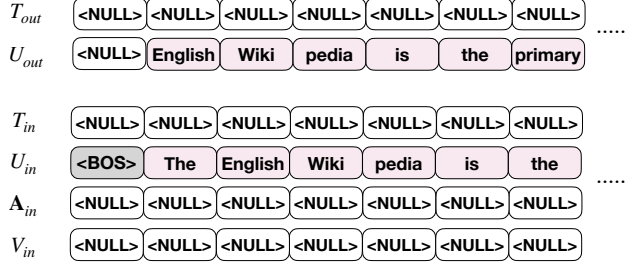 T_out <NULL> <NULL> <NULL> <NULL> <NULL> <NULL> <NULL> .....
U_out <NULL> English Wiki pedia is the primary
T_in <NULL> <NULL> <NULL> <NULL> <NULL> <NULL> <NULL>
U_in <BOS> The English Wiki pedia is the .....
A_in <NULL> <NULL> <NULL> <NULL> <NULL> <NULL> <NULL>
V_in <NULL> <NULL> <NULL> <NULL> <NULL> <NULL> <NULL>